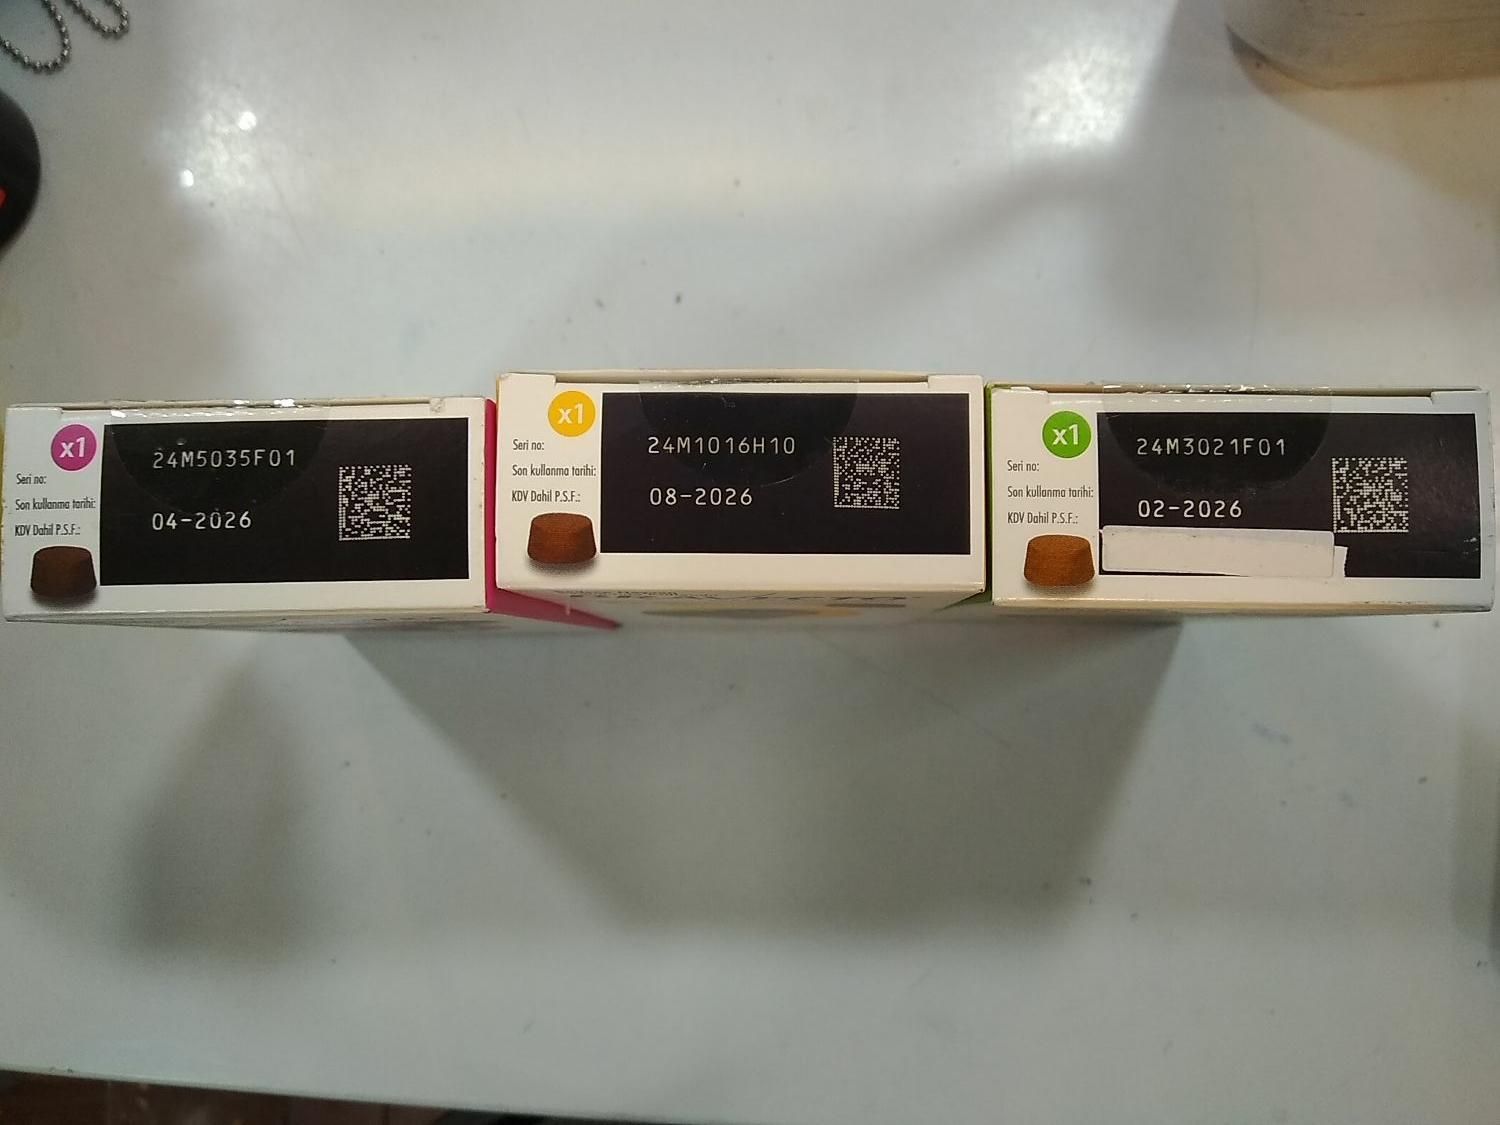 x1
24M5035F01
Seri no:
Son kullanma tarihi:
04-2026
KDV Dahil P.S.F.:
x1
24M1016H10
Seri no:
Son kullanma tarihi:
08-2026
KDV Dahil P.S.F.:
x1
24M3021F01
Seri no:
Son kullanma tarihi:
02-2026
KDV Dahil P.S.F.: